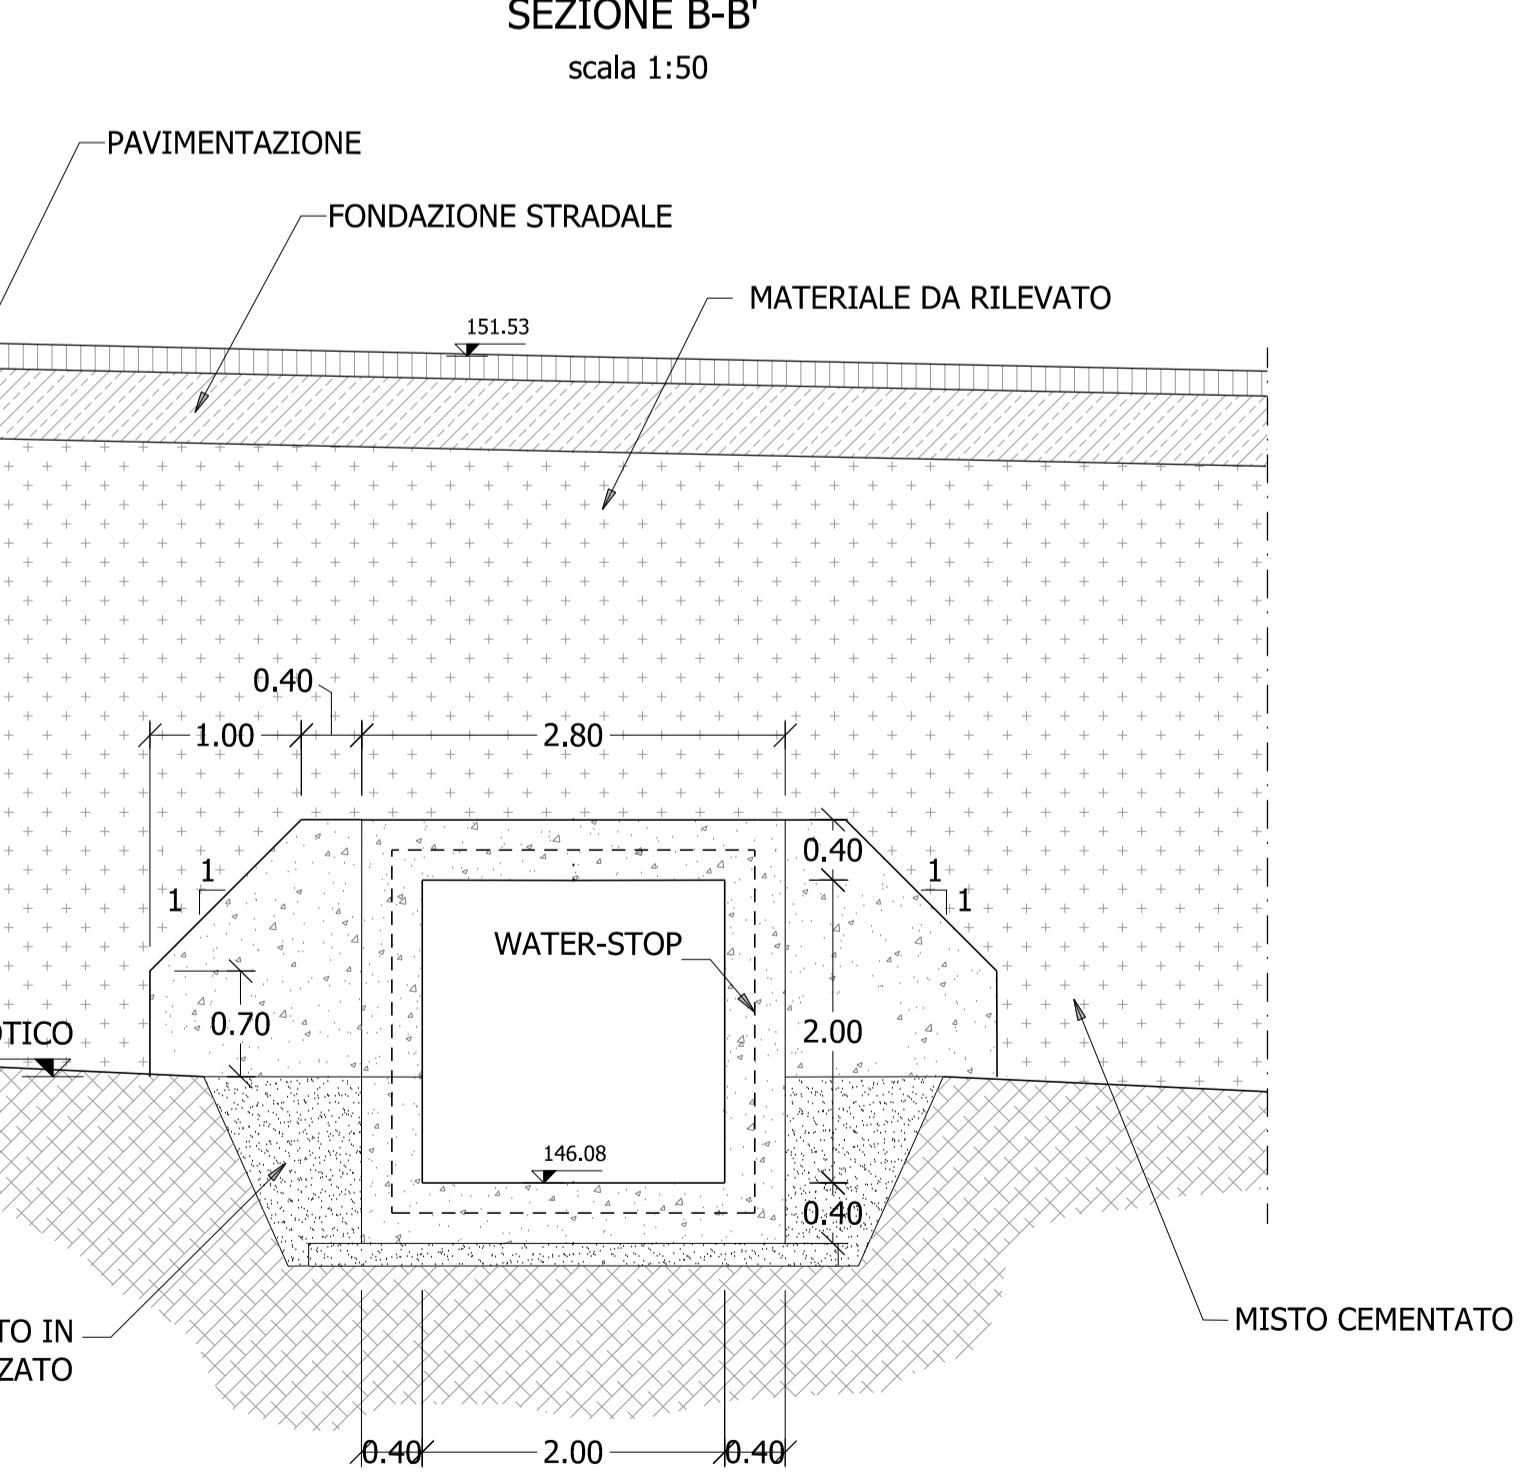 SEZIONE B-B'
scala 1:50
PAVIMENTAZIONE
FONDAZIONE STRADALE
MATERIALE DA RILEVATO
151.53
0.40
1.00
2.80
0.40
1
1
1
1
WATER-STOP
0.70
2.00
OTICO
146.08
0.40
MISTO CEMENTATO
TO IN
ZATO
0.40
2.00
0.40